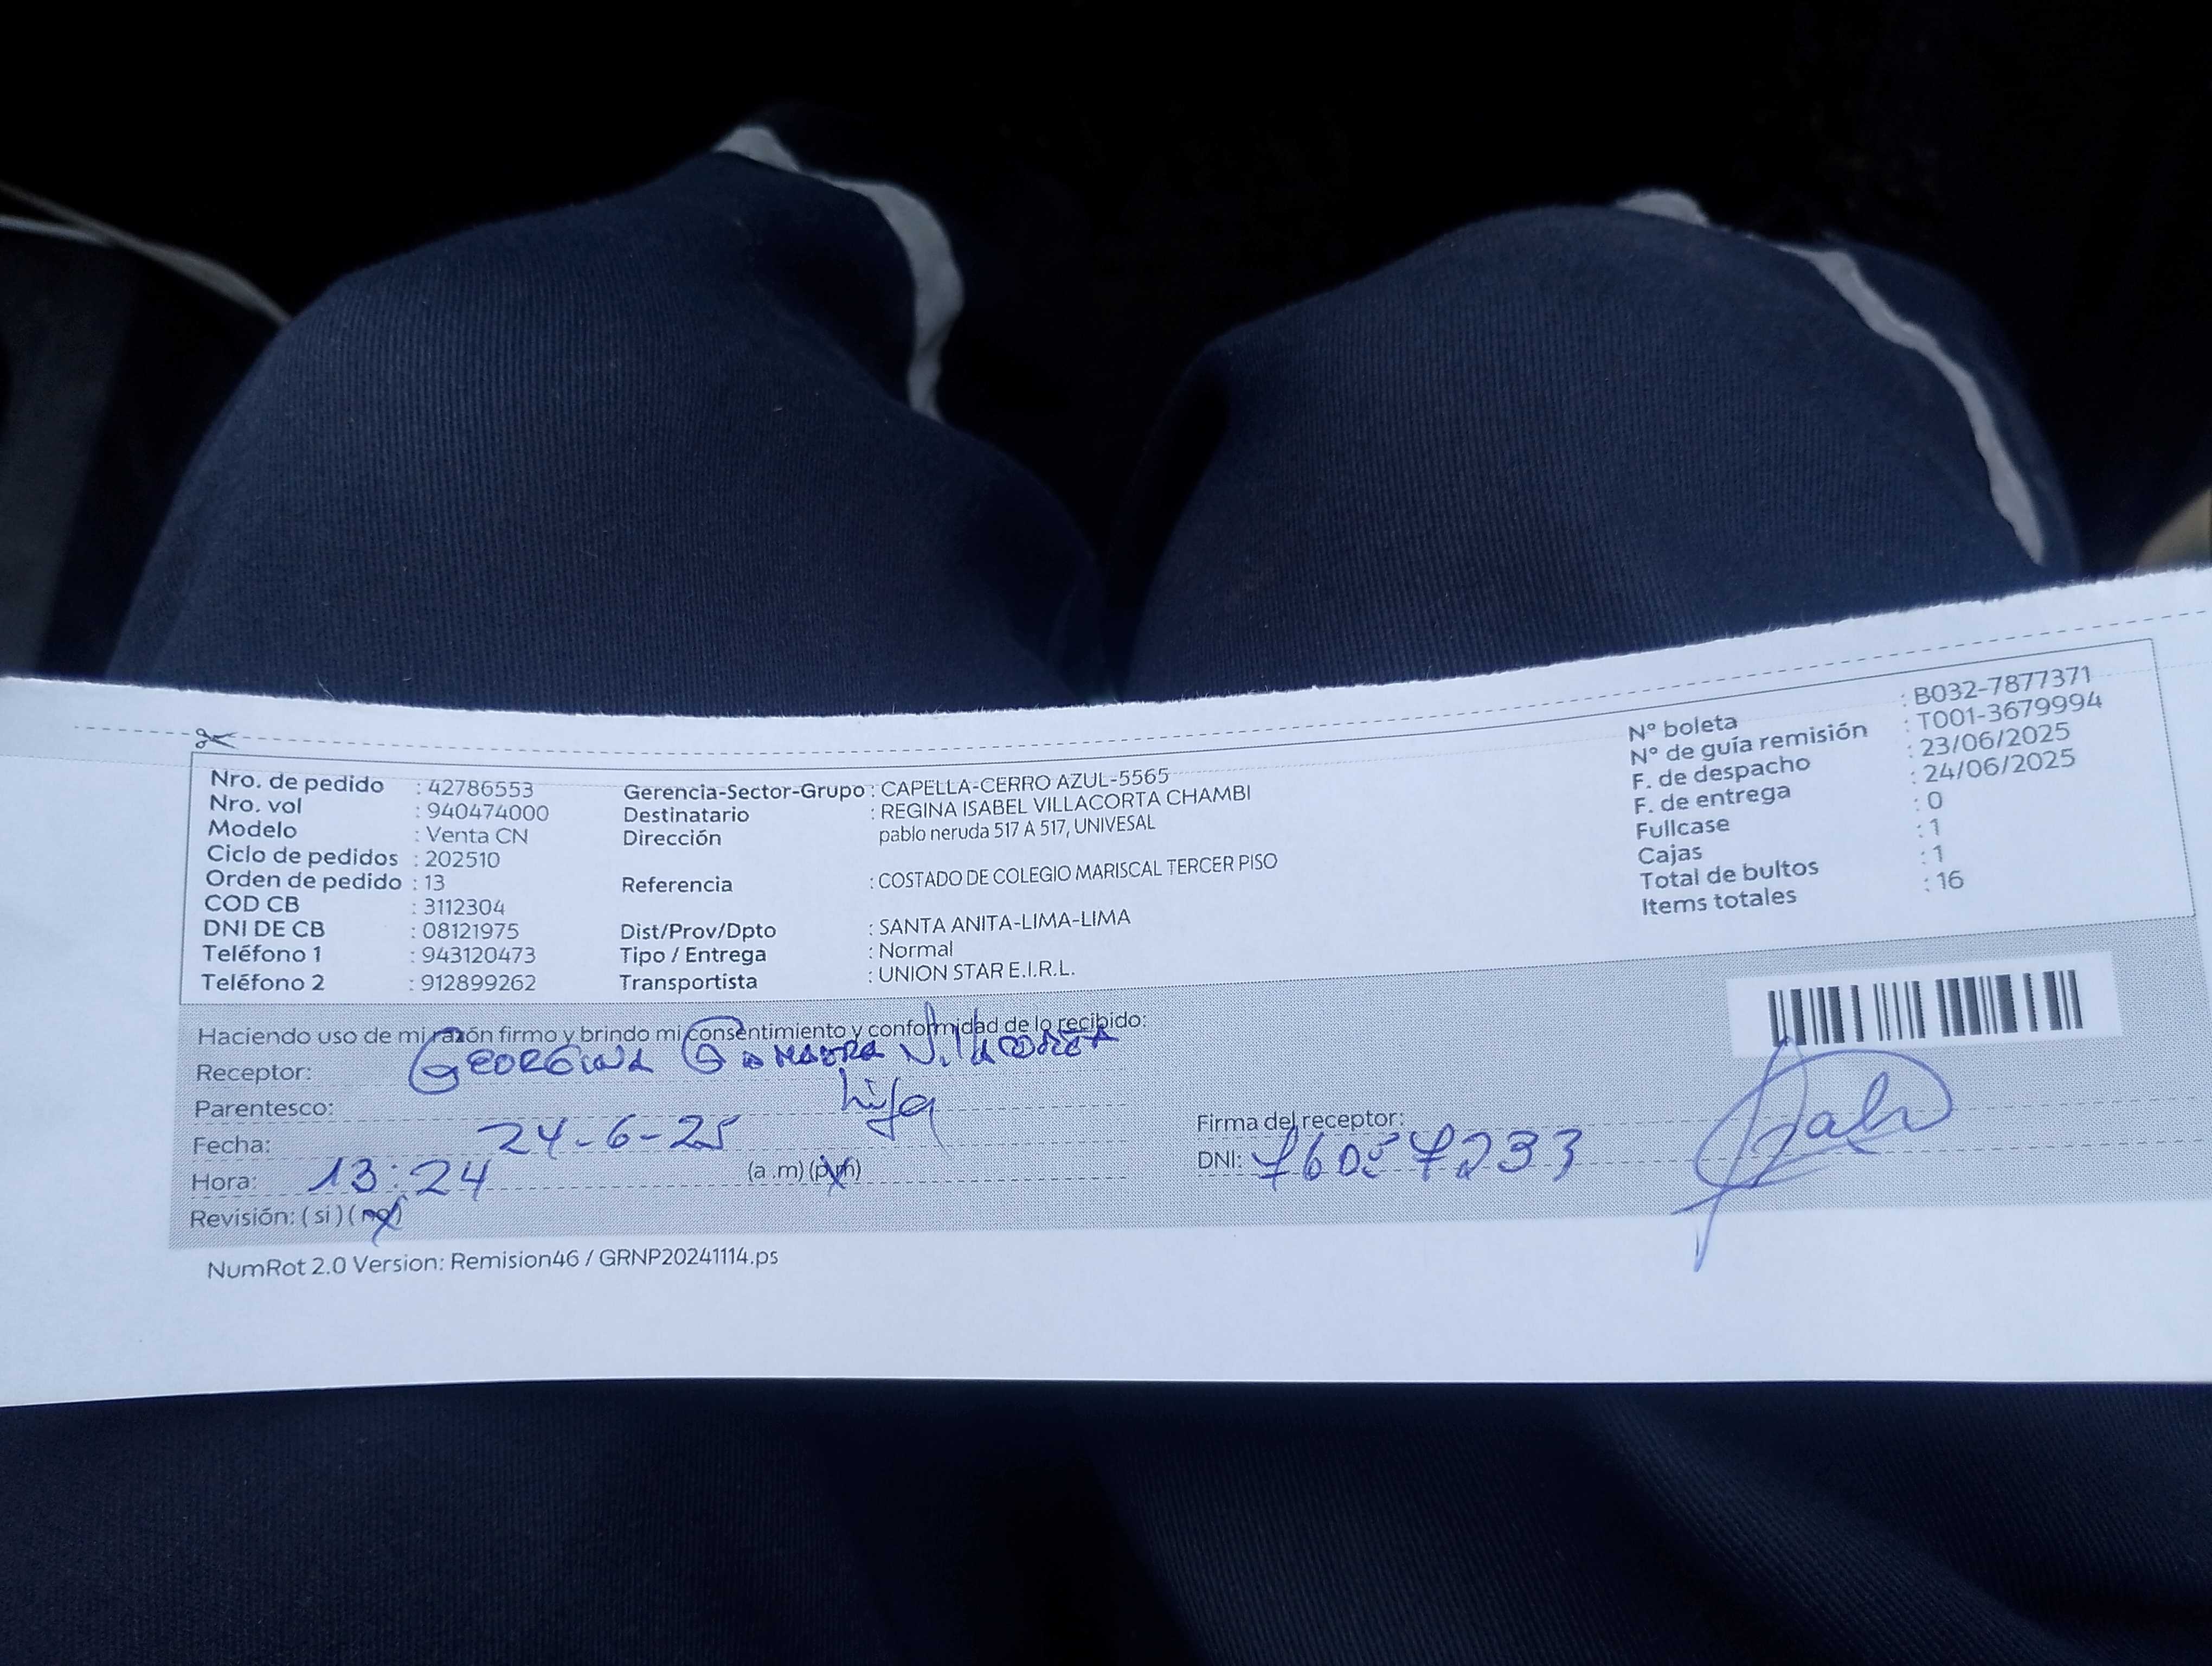 Nro. de pedido : 42786553
Nro. vol : 940474000
Modelo : Venta CN
Ciclo de pedidos : 202510
Orden de pedido : 13
COD CB : 3112304
DNI DE CB : 08121975
Teléfono 1 : 943120473
Teléfono 2 : 912899262
Gerencia-Sector-Grupo : CAPELLA-CERRO AZUL-5565
Destinatario : REGINA ISABEL VILLACORTA CHAMBI
Dirección pablo neruda 517 A 517, UNIVESAL
Referencia : COSTADO DE COLEGIO MARISCAL TERCER PISO
Dist/Prov/Dpto : SANTA ANITA-LIMA-LIMA
Tipo / Entrega : Normal
Transportista : UNION STAR E.I.R.L.
N° boleta : B032-7877371
N° de guía remisión : T001-3679994
F. de despacho : 23/06/2025
F. de entrega : 24/06/2025
Fullcase : 0
Cajas : 1
Total de bultos : 1
Items totales : 16
Haciendo uso de mi razón firmo y brindo mi consentimiento y conformidad de lo recibido:
Receptor: GEORGINA Villacorta
Parentesco: hija
Fecha: 24-6-25
Hora: 13:24 (a .m) (p.m)
Revisión: ( si ) ( no )
Firma del receptor:
DNI:
NumRot 2.0 Version: Remision46 / GRNP20241114.ps